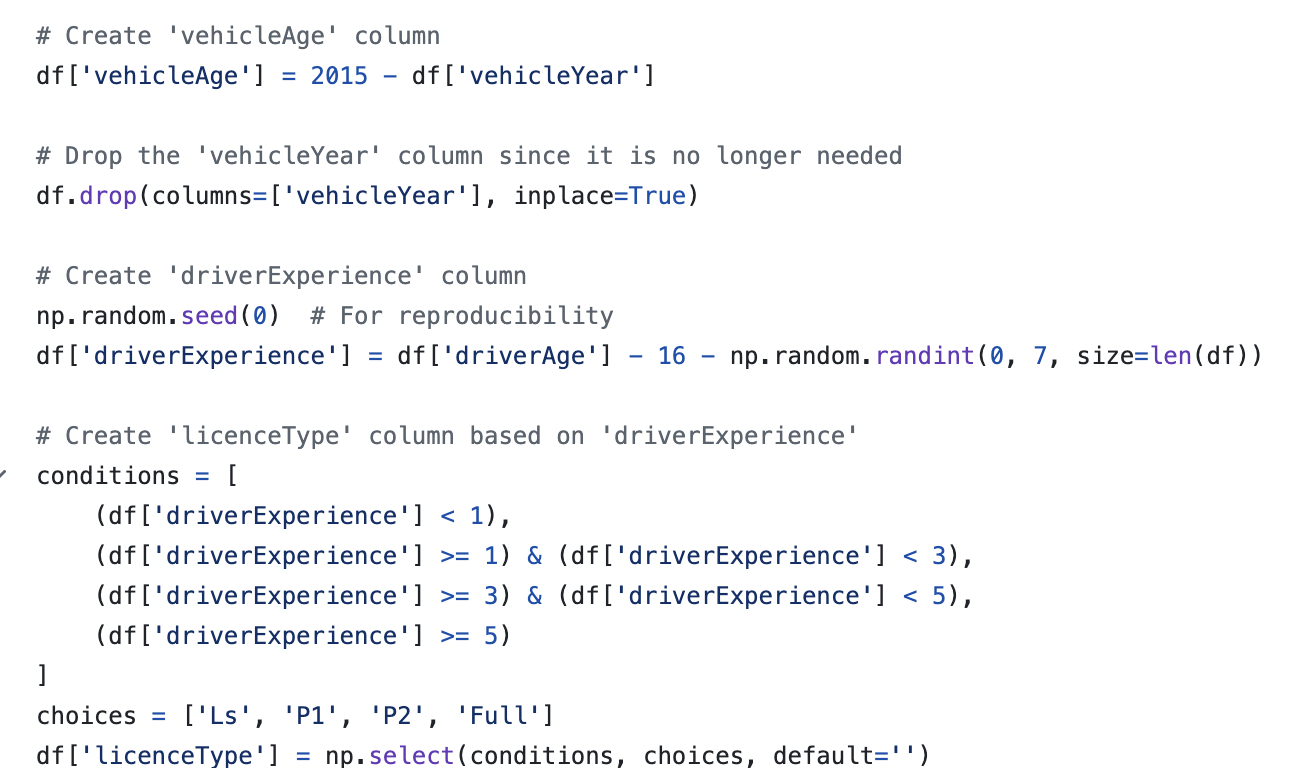 # Create 'vehicleAge' column
df['vehicleAge'] = 2015 - df['vehicleYear']
# Drop the 'vehicleYear' column since it is no longer needed
df.drop(columns=['vehicleYear'], inplace=True)
# Create 'driverExperience' column
np.random.seed(0)  # For reproducibility
df['driverExperience'] = df['driverAge'] - 16 - np.random.randint(0, 7, size=len(df))
# Create 'licenceType' column based on 'driverExperience'
conditions = [
    (df['driverExperience'] < 1),
    (df['driverExperience'] >= 1) & (df['driverExperience'] < 3),
    (df['driverExperience'] >= 3) & (df['driverExperience'] < 5),
    (df['driverExperience'] >= 5)
]
choices = ['Ls', 'P1', 'P2', 'Full']
df['licenceType'] = np.select(conditions, choices, default='')